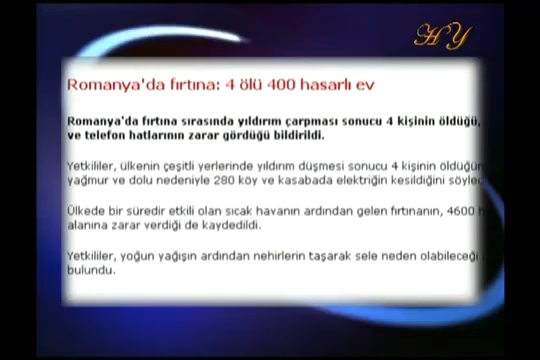 HY
Romanya'da fırtına: 4 ölü 400 hasarlı ev
Romanya'da fırtına sırasında yıldırım çarpması sonucu 4 kişinin öldüğü,
ve telefon hatlarının zarar gördüğü bildirildi.
Yetkililer, ülkenin çeşitli yerlerinde yıldırım düşmesi sonucu 4 kişinin
yağmur ve dolu nedeniyle 280 köy ve kasabada elektriğin kesildiğini
Ülkede bir süredir etkili olan sıcak havanın ardından gelen fırtınanın, 4600
alanına zarar verdiği de kaydedildi.
Yetkililer, yoğun yağışın ardından nehirlerin taşarak sele neden olabileceği
bulundu.